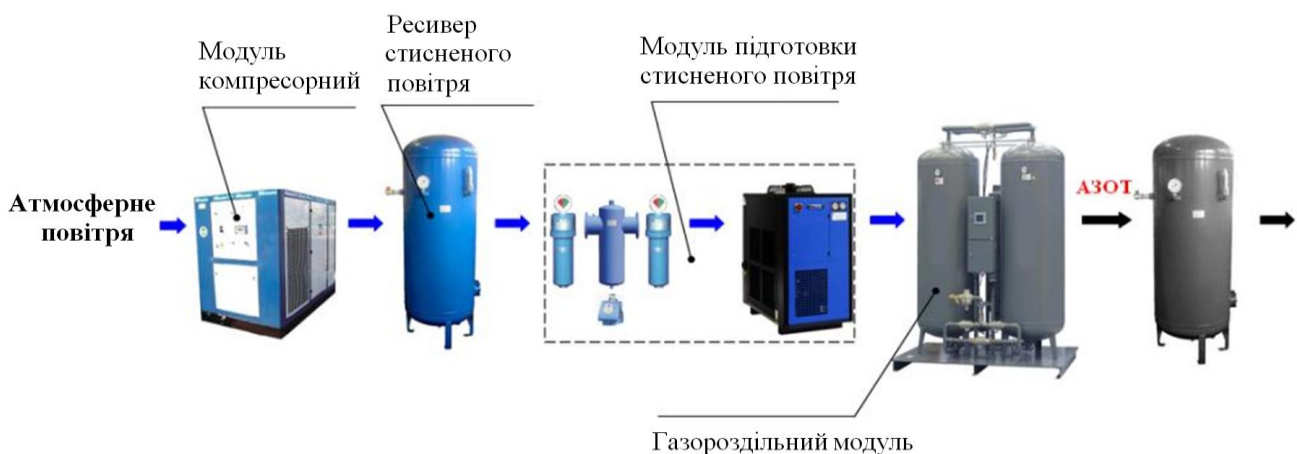 Модуль
компресорний
Ресивер
стисненого
повітря
Модуль підготовки
стисненого повітря
Атмосферне
повітря
АЗОТ
Газороздільний модуль